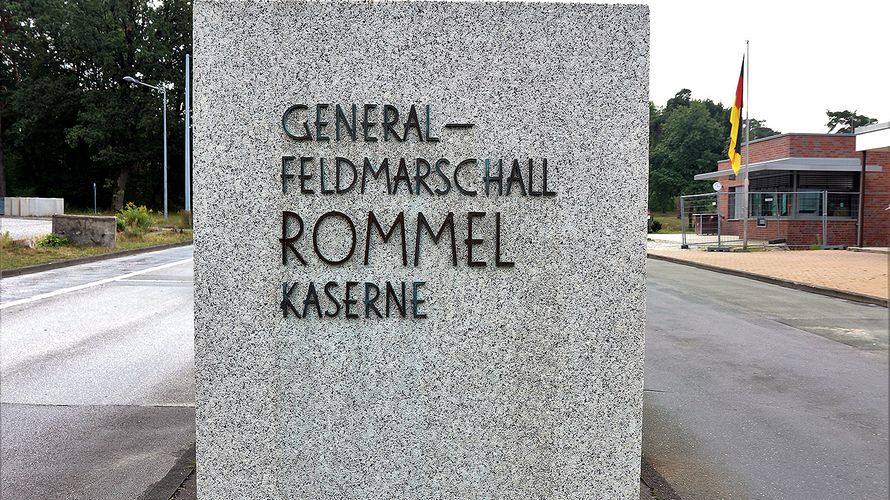 GENERAL–
FELDMARSCHALL
ROMMEL
KASERNE